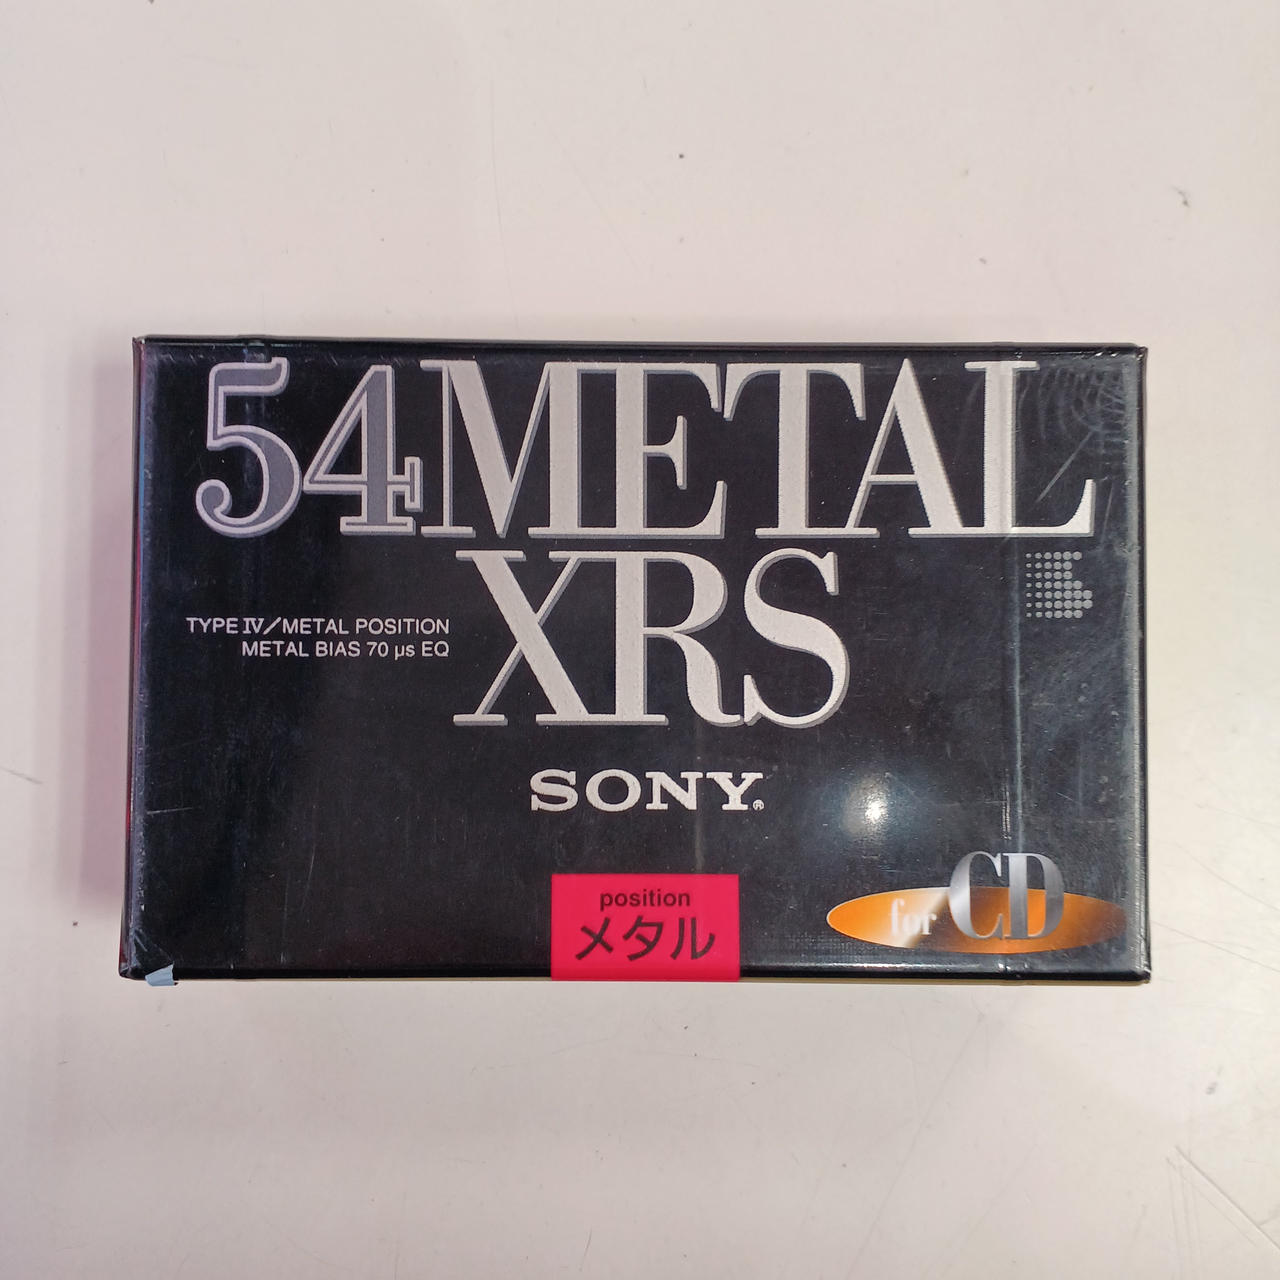 54METAL
XRS
TYPE Ⅳ/METAL POSITION
METAL BIAS 70 μs EQ
SONY®
position
メタル
for CD